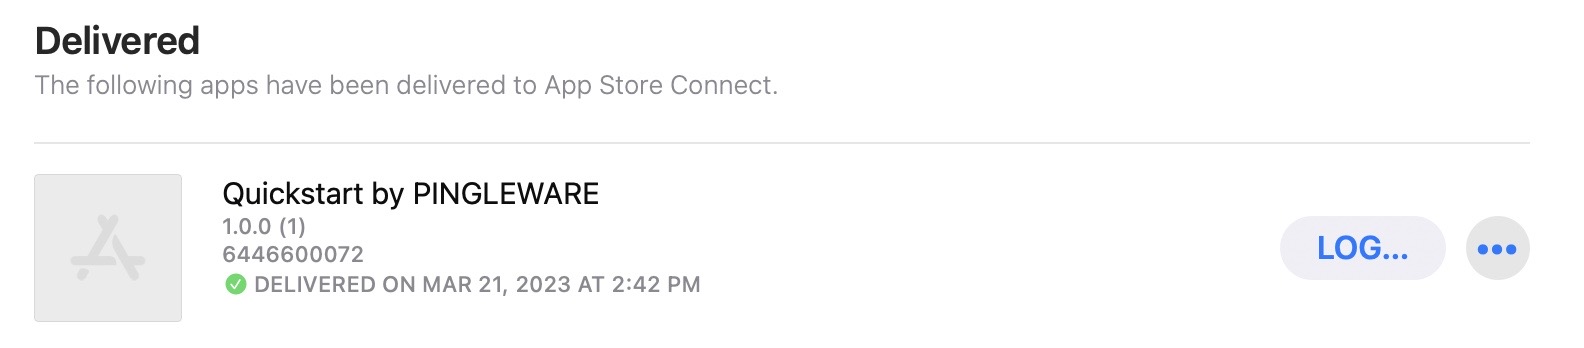 Delivered
The following apps have been delivered to App Store Connect.
Quickstart by PINGLEWARE
1.0.0 (1)
6446600072
DELIVERED ON MAR 21, 2023 AT 2:42 PM
LOG...